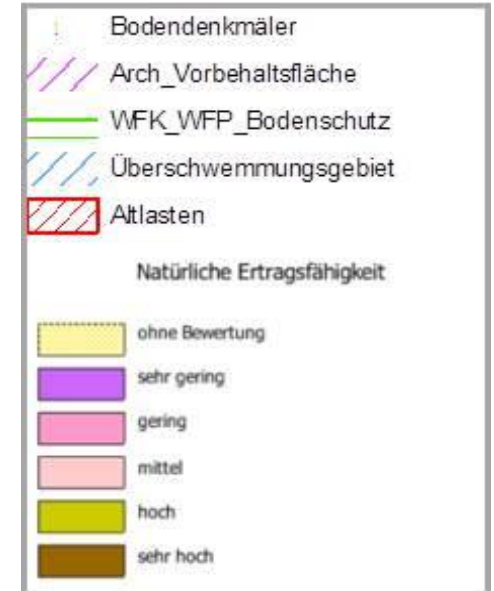 Bodendenkmäler
Arch_Vorbehaltsfläche
WFK_WFP_Bodenschutz
Überschwemmungsgebiet
Altlasten
Natürliche Ertragsfähigkeit
ohne Bewertung
sehr gering
gering
mittel
hoch
sehr hoch